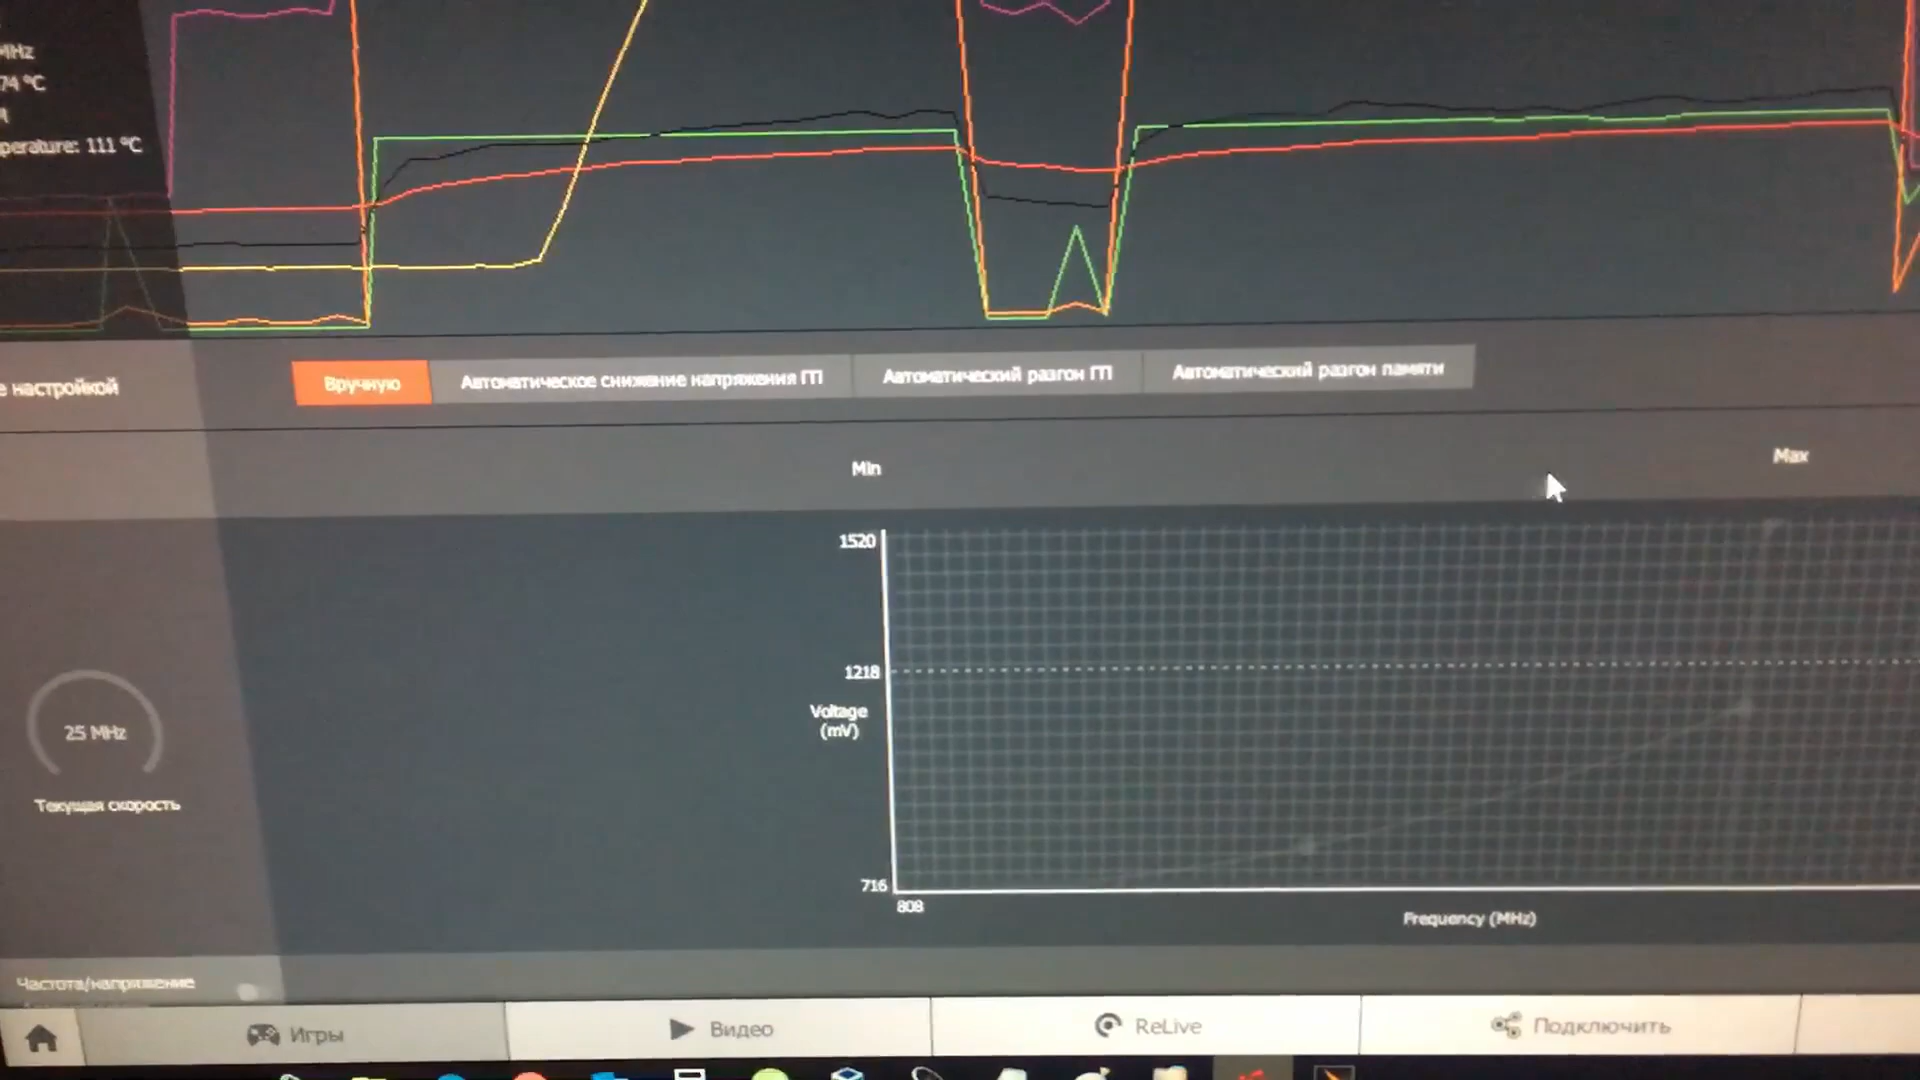 MHz
74 °C
perature: 111 °C
е настройкой
Вручную
Автоматическое снижение напряжения ГП
Автоматический разгон ГП
Автоматический разгон памяти
Min
Max
1520
1218
Voltage
(mV)
716
808
Frequency (MHz)
25 MHz
Текущая скорость
Частота/напряжение
Игры
Видео
ReLive
Подключить